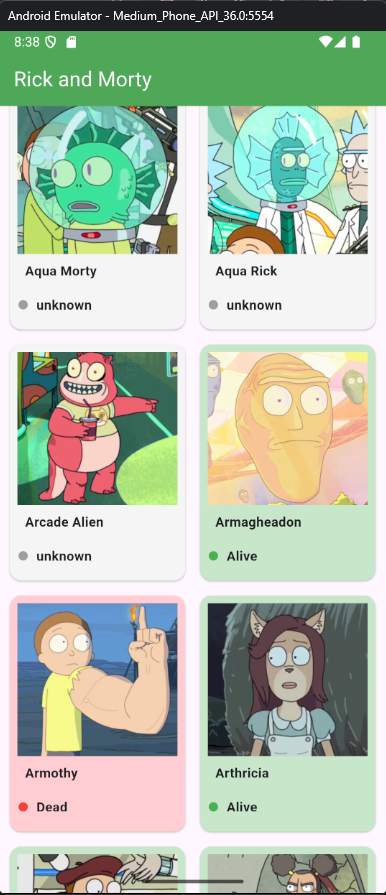 Android Emulator - Medium_Phone_API_36.0:5554
8:38
Rick and Morty
Aqua Morty
Aqua Rick
unknown
unknown
Arcade Alien
Armagheadon
unknown
Alive
Armothy
Arthricia
Dead
Alive